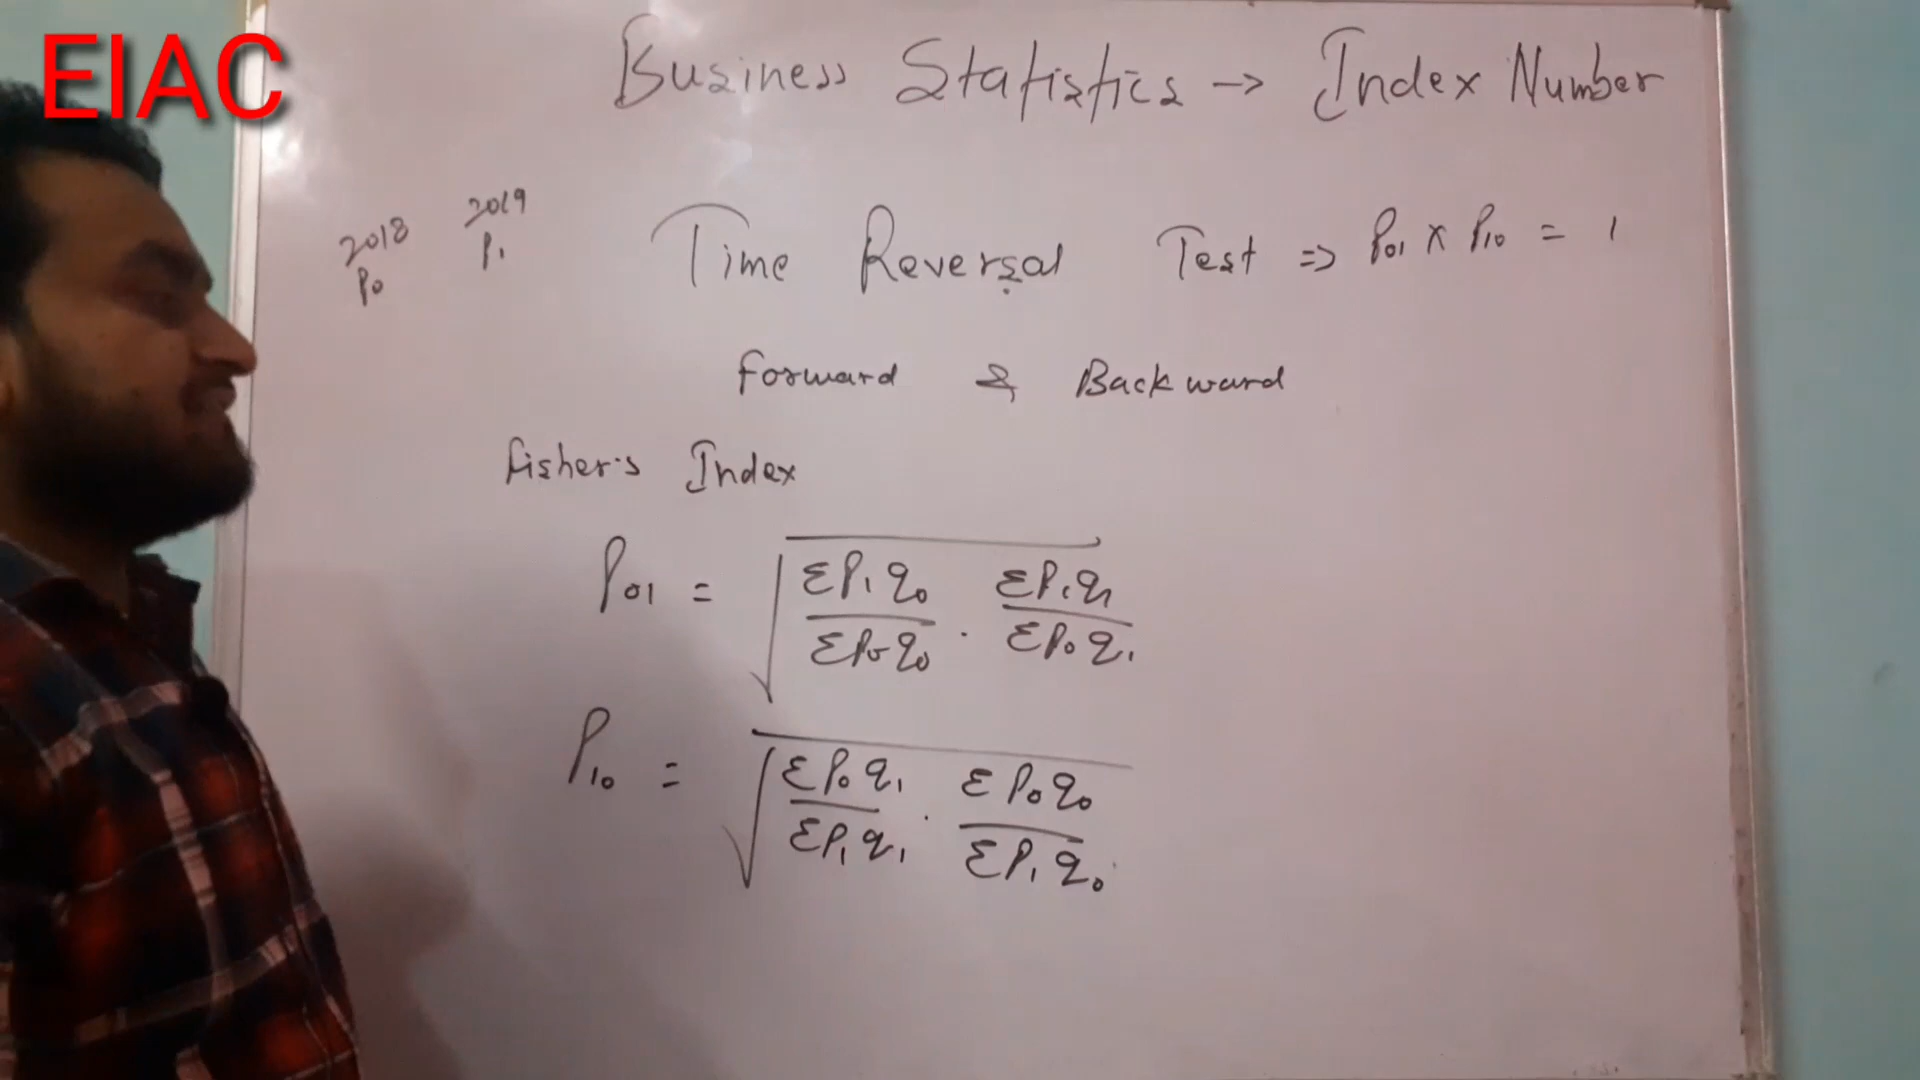 EIAC
Business Statistics → Index Number
2018 2019
P₀ P₁
Time Reversal Test ⇒ P₀₁ × P₁₀ = 1
Forward & Backward
Fisher's Index
P₀₁ = √(ΣP₁q₀ / ΣP₀q₀ · ΣP₁q₁ / ΣP₀q₁)
P₁₀ = √(ΣP₀q₁ / ΣP₁q₁ · ΣP₀q₀ / ΣP₁q₀)